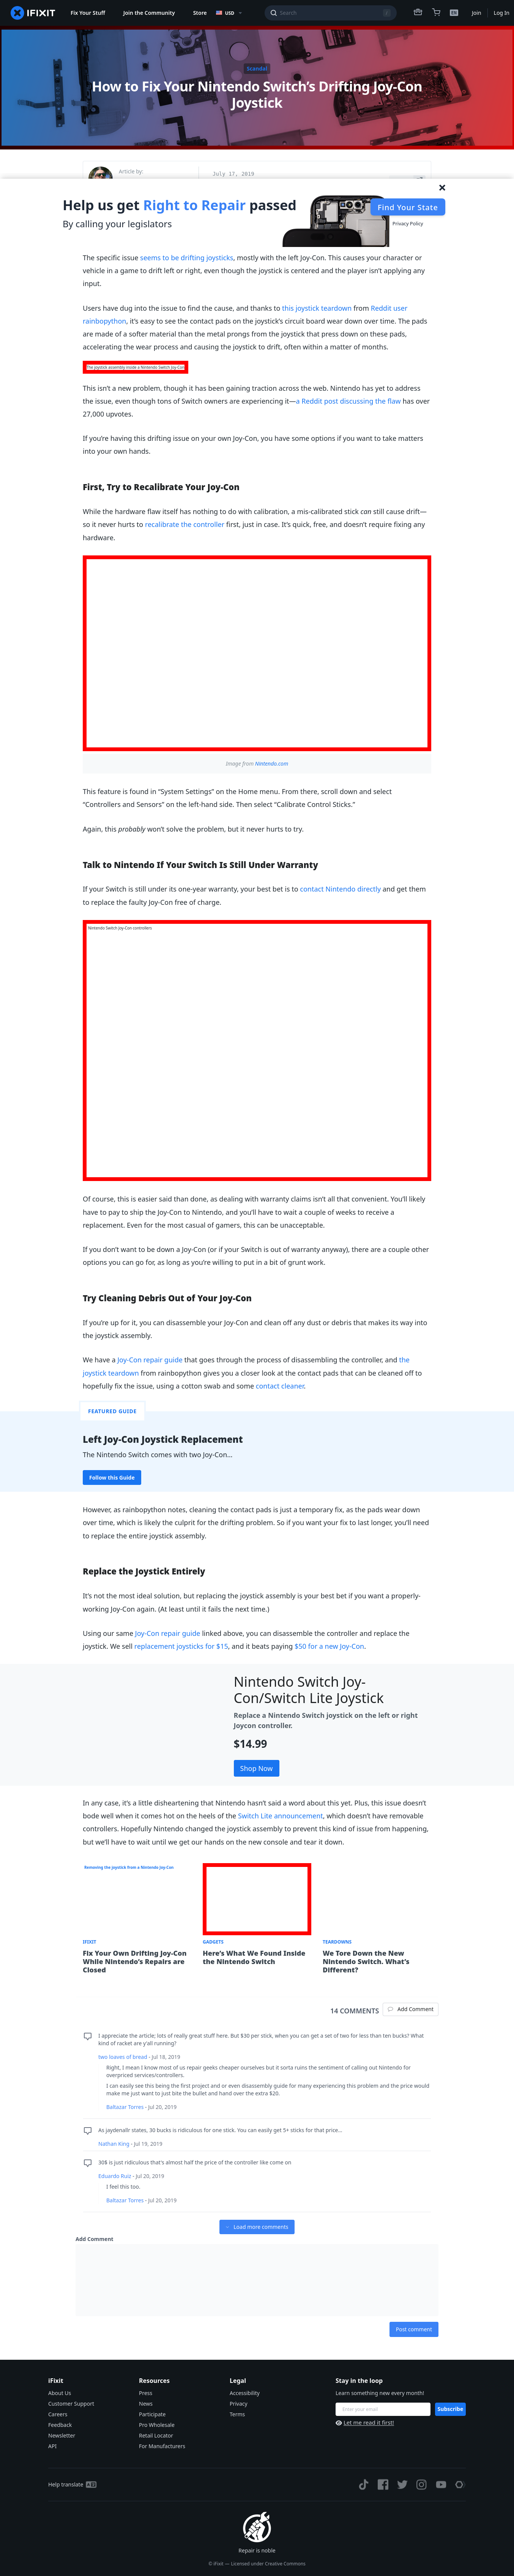 IFIXIT
Fix Your Stuff
Join the Community
Store
USD
Search
/
EN
Join
Log In
Scandal
How to Fix Your Nintendo Switch’s Drifting Joy-Con
Joystick
Article by:
July 17, 2019
Help us get Right to Repair passed
By calling your legislators
Find Your State
Privacy Policy
The specific issue seems to be drifting joysticks, mostly with the left Joy-Con. This causes your character or
vehicle in a game to drift left or right, even though the joystick is centered and the player isn’t applying any
input.
Users have dug into the issue to find the cause, and thanks to this joystick teardown from Reddit user
rainbopython, it’s easy to see the contact pads on the joystick’s circuit board wear down over time. The pads
are made of a softer material than the metal prongs from the joystick that press down on these pads,
accelerating the wear process and causing the joystick to drift, often within a matter of months.
The joystick assembly inside a Nintendo Switch Joy-Con
This isn’t a new problem, though it has been gaining traction across the web. Nintendo has yet to address
the issue, even though tons of Switch owners are experiencing it—a Reddit post discussing the flaw has over
27,000 upvotes.
If you’re having this drifting issue on your own Joy-Con, you have some options if you want to take matters
into your own hands.
First, Try to Recalibrate Your Joy-Con
While the hardware flaw itself has nothing to do with calibration, a mis-calibrated stick can still cause drift—
so it never hurts to recalibrate the controller first, just in case. It’s quick, free, and doesn’t require fixing any
hardware.
Image from Nintendo.com
This feature is found in “System Settings” on the Home menu. From there, scroll down and select
“Controllers and Sensors” on the left-hand side. Then select “Calibrate Control Sticks.”
Again, this probably won’t solve the problem, but it never hurts to try.
Talk to Nintendo If Your Switch Is Still Under Warranty
If your Switch is still under its one-year warranty, your best bet is to contact Nintendo directly and get them
to replace the faulty Joy-Con free of charge.
Nintendo Switch Joy-Con controllers
Of course, this is easier said than done, as dealing with warranty claims isn’t all that convenient. You’ll likely
have to pay to ship the Joy-Con to Nintendo, and you’ll have to wait a couple of weeks to receive a
replacement. Even for the most casual of gamers, this can be unacceptable.
If you don’t want to be down a Joy-Con (or if your Switch is out of warranty anyway), there are a couple other
options you can go for, as long as you’re willing to put in a bit of grunt work.
Try Cleaning Debris Out of Your Joy-Con
If you’re up for it, you can disassemble your Joy-Con and clean off any dust or debris that makes its way into
the joystick assembly.
We have a Joy-Con repair guide that goes through the process of disassembling the controller, and the
joystick teardown from rainbopython gives you a closer look at the contact pads that can be cleaned off to
hopefully fix the issue, using a cotton swab and some contact cleaner.
FEATURED GUIDE
Left Joy-Con Joystick Replacement
The Nintendo Switch comes with two Joy-Con...
Follow this Guide
However, as rainbopython notes, cleaning the contact pads is just a temporary fix, as the pads wear down
over time, which is likely the culprit for the drifting problem. So if you want your fix to last longer, you’ll need
to replace the entire joystick assembly.
Replace the Joystick Entirely
It’s not the most ideal solution, but replacing the joystick assembly is your best bet if you want a properly-
working Joy-Con again. (At least until it fails the next time.)
Using our same Joy-Con repair guide linked above, you can disassemble the controller and replace the
joystick. We sell replacement joysticks for $15, and it beats paying $50 for a new Joy-Con.
Nintendo Switch Joy-
Con/Switch Lite Joystick
Replace a Nintendo Switch joystick on the left or right
Joycon controller.
$14.99
Shop Now
In any case, it’s a little disheartening that Nintendo hasn’t said a word about this yet. Plus, this issue doesn’t
bode well when it comes hot on the heels of the Switch Lite announcement, which doesn’t have removable
controllers. Hopefully Nintendo changed the joystick assembly to prevent this kind of issue from happening,
but we’ll have to wait until we get our hands on the new console and tear it down.
Removing the joystick from a Nintendo Joy-Con
IFIXIT
Fix Your Own Drifting Joy-Con
While Nintendo’s Repairs are
Closed
GADGETS
Here’s What We Found Inside
the Nintendo Switch
TEARDOWNS
We Tore Down the New
Nintendo Switch. What’s
Different?
14 COMMENTS
Add Comment
I appreciate the article; lots of really great stuff here. But $30 per stick, when you can get a set of two for less than ten bucks? What
kind of racket are y’all running?
two loaves of bread - Jul 18, 2019
Right, I mean I know most of us repair geeks cheaper ourselves but it sorta ruins the sentiment of calling out Nintendo for
overpriced services/controllers.
I can easily see this being the first project and or even disassembly guide for many experiencing this problem and the price would
make me just want to just bite the bullet and hand over the extra $20.
Baltazar Torres - Jul 20, 2019
As jaydenallr states, 30 bucks is ridiculous for one stick. You can easily get 5+ sticks for that price...
Nathan King - Jul 19, 2019
30$ is just ridiculous that’s almost half the price of the controller like come on
Eduardo Ruiz - Jul 20, 2019
I feel this too.
Baltazar Torres - Jul 20, 2019
Load more comments
Add Comment
Post comment
iFixit
About Us
Customer Support
Careers
Feedback
Newsletter
API
Resources
Press
News
Participate
Pro Wholesale
Retail Locator
For Manufacturers
Legal
Accessibility
Privacy
Terms
Stay in the loop
Learn something new every month!
Enter your email
Subscribe
Let me read it first!
Help translate
Repair is noble
© iFixit — Licensed under Creative Commons